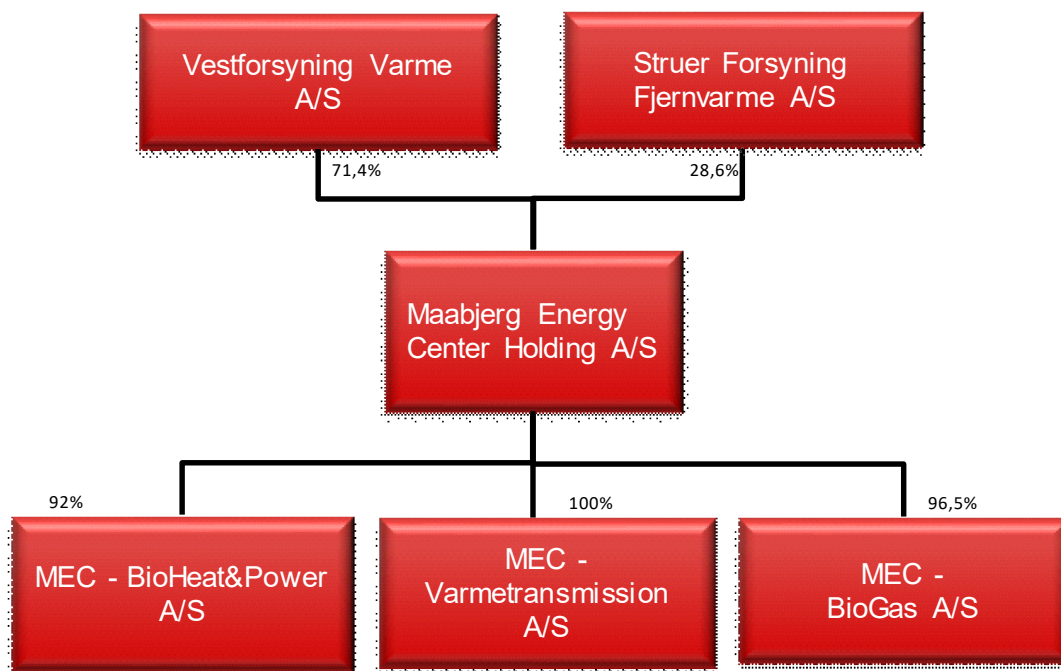 Vestforsyning Varme
A/S
Struer Forsyning
Fjernvarme A/S
71,4%
28,6%
Maabjerg Energy
Center Holding A/S
92%
100%
96,5%
MEC - BioHeat&Power
A/S
MEC -
Varmetransmission
A/S
MEC -
BioGas A/S